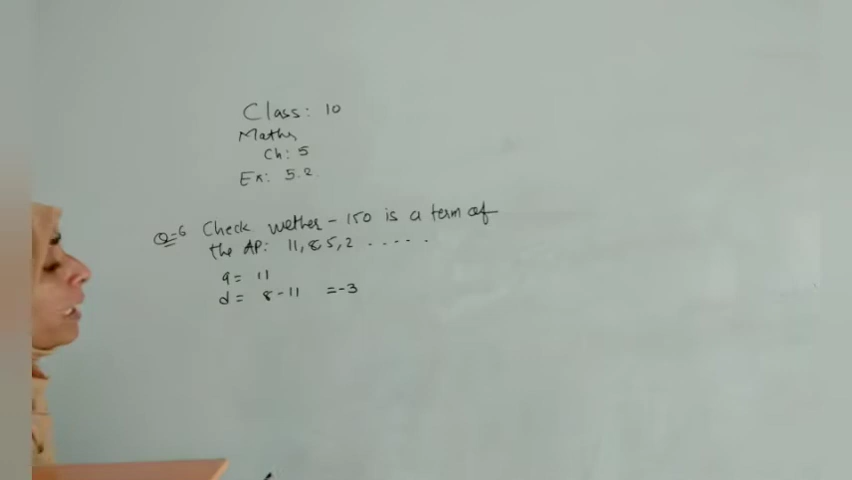 Class: 10
Maths
Ch: 5
Ex: 5.2
Q=6 Check wether - 150 is a term of
the AP: 11, 8, 5, 2 .....
a = 11
d = 8-11 = -3